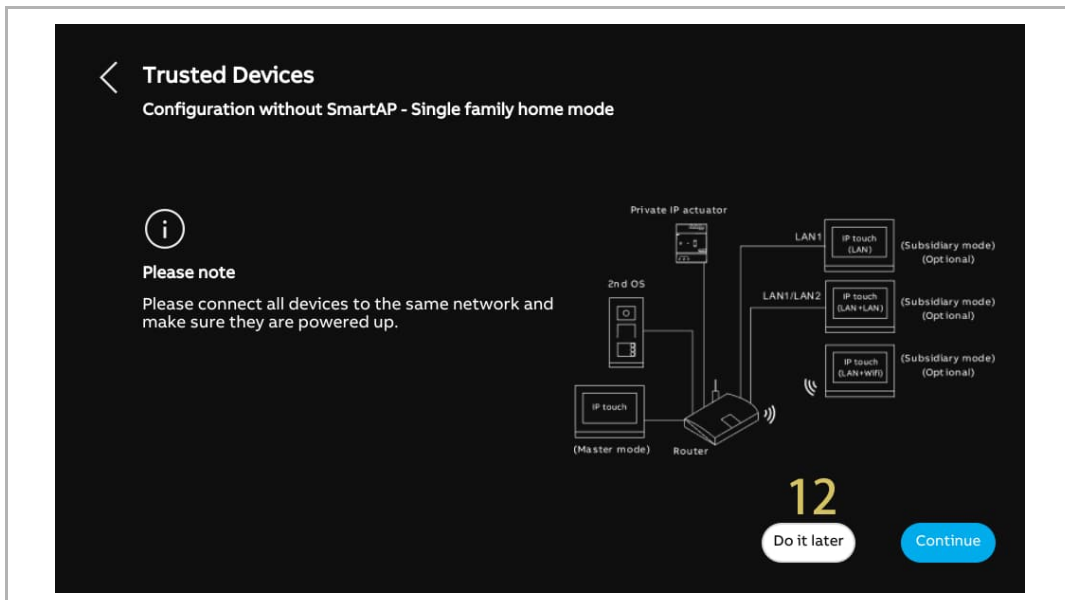 Trusted Devices
Configuration without SmartAP - Single family home mode
Please note
Please connect all devices to the same network and
make sure they are powered up.
Private IP actuator
2nd OS
IP touch
(Master mode)
Router
LAN1
IP touch
(LAN)
(Subsidiary mode)
(Optional)
LAN1/LAN2
IP touch
(LAN+LAN)
(Subsidiary mode)
(Optional)
IP touch
(LAN+Wifi)
(Subsidiary mode)
(Optional)
12
Do it later
Continue